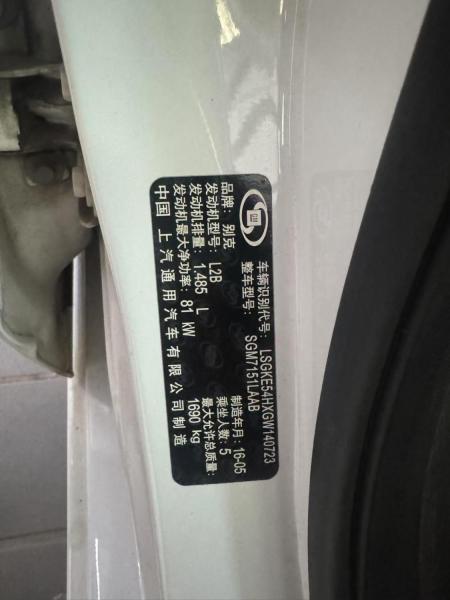 SGM
车辆识别代号: LSGKE54HXGW140723
整车型号: SGM7151LAAB
品牌: 别克
制造年月: 16-05
发动机型号: L2B
乘坐人数: 5
发动机排量: 1.485 L
最大允许总质量:
发动机最大净功率: 81 kW
1690 kg
中国 上汽通用汽车有限公司制造